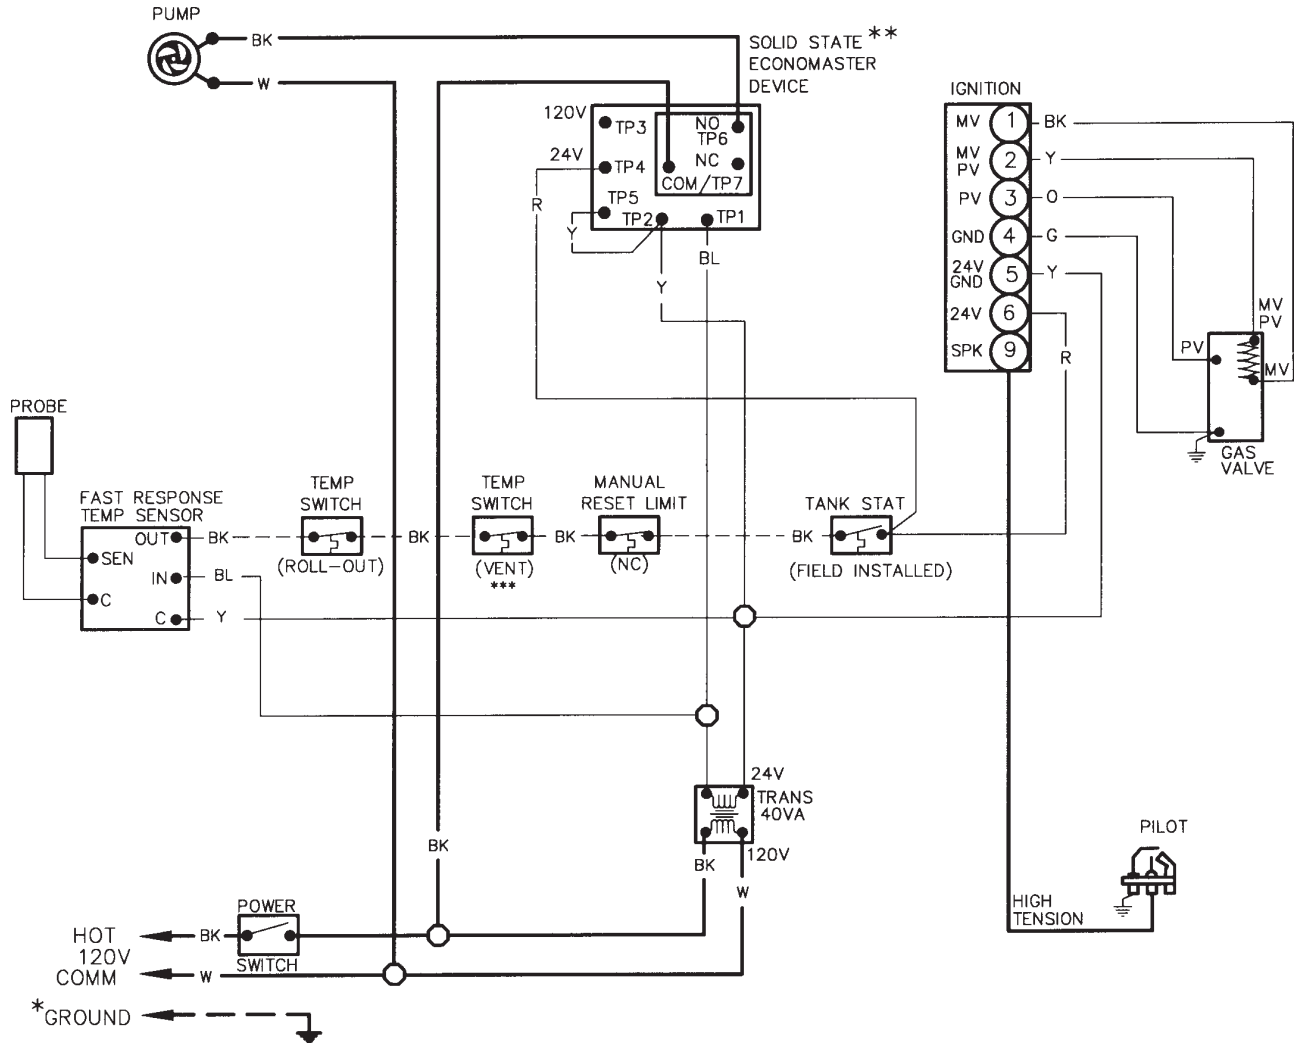 PUMP
BK
W
SOLID STATE **
ECONOMASTER
DEVICE
120V
TP3
24V
TP4
TP5
TP2
TP1
NO
TP6
NC
COM/TP7
R
Y
Y
BL
IGNITION
MV 1 BK
MV
PV 2 Y
PV 3 O
GND 4 G
24V
GND 5 Y
24V 6
SPK 9
R
MV
PV
PV
MV
GAS
VALVE
PROBE
FAST RESPONSE
TEMP SENSOR
OUT
SEN
IN
C
C
BK
BL
Y
TEMP
SWITCH
(ROLL-OUT)
BK
TEMP
SWITCH
(VENT)
***
BK
MANUAL
RESET LIMIT
(NC)
BK
TANK STAT
(FIELD INSTALLED)
24V
TRANS
40VA
120V
BK
BK
W
PILOT
HIGH
TENSION
POWER
SWITCH
HOT
BK
120V
COMM
W
*GROUND